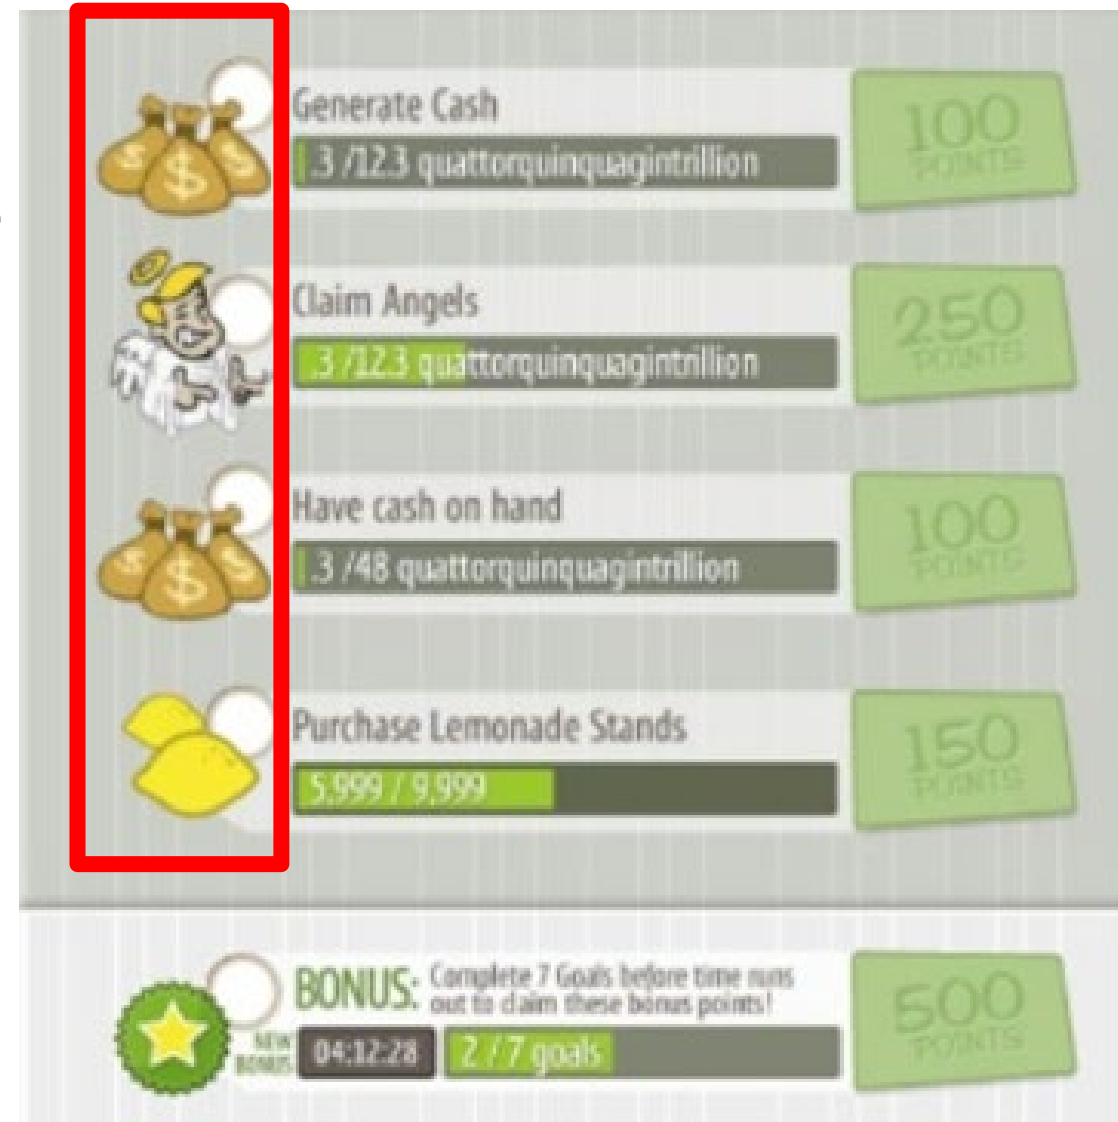 Generate Cash
.3 /12.3 quattorquinquagintrillion
100
POINTS
Claim Angels
.3 /12.3 quattorquinquagintrillion
250
POINTS
Have cash on hand
.3 /48 quattorquinquagintrillion
100
POINTS
Purchase Lemonade Stands
5,999 / 9,999
150
POINTS
BONUS: Complete 7 Goals before time runs
out to claim these bonus points!
NEW
BONUS
04:12:28
2 / 7 goals
500
POINTS